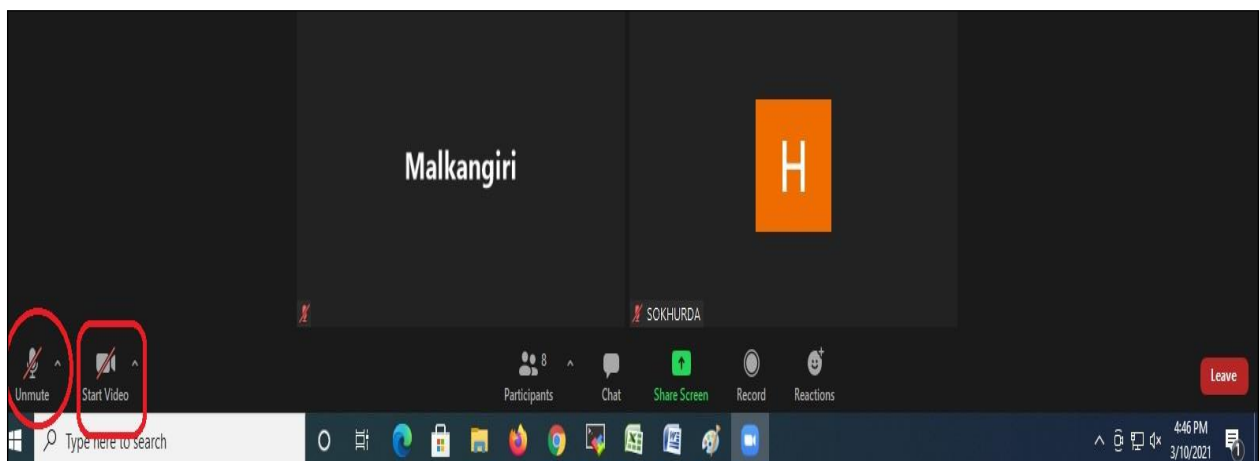 Malkangiri
H
SOKHURDA
8
Unmute
Start Video
Participants
Chat
Share Screen
Record
Reactions
Leave
Type here to search
4:46 PM
3/10/2021
1